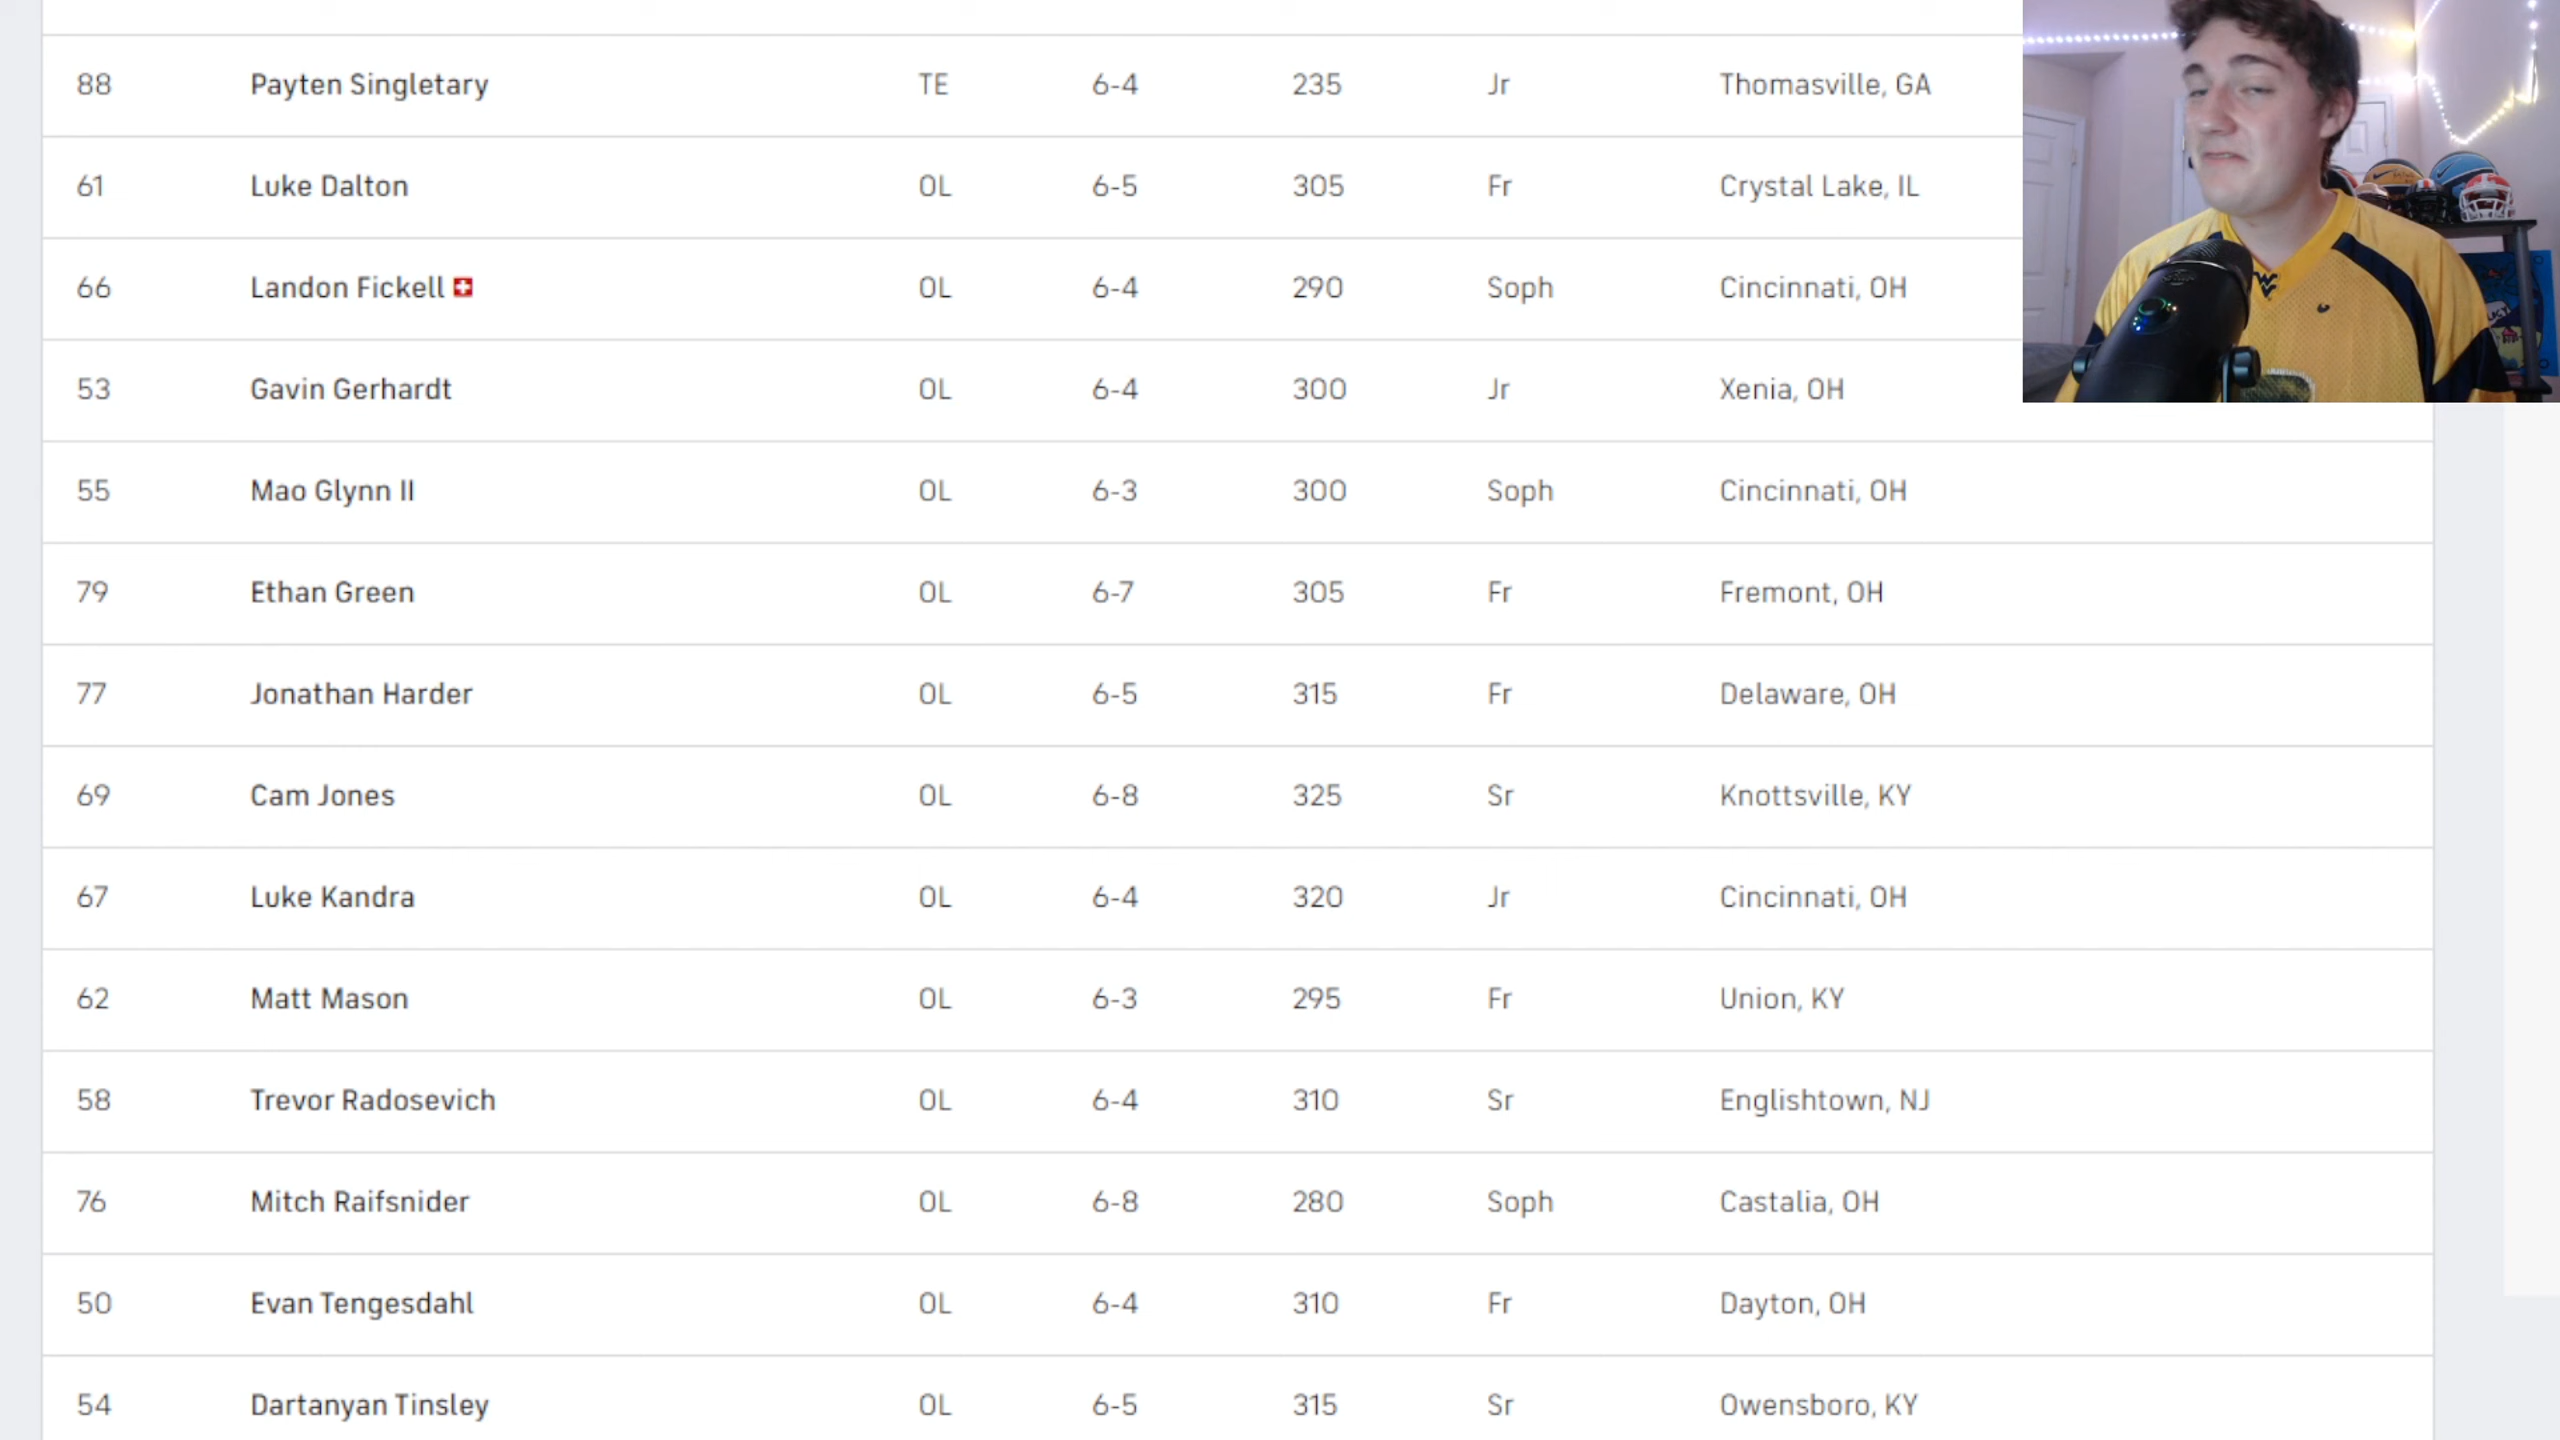 88 Payten Singletary TE 6-4 235 Jr Thomasville, GA
61 Luke Dalton OL 6-5 305 Fr Crystal Lake, IL
66 Landon Fickell OL 6-4 290 Soph Cincinnati, OH
53 Gavin Gerhardt OL 6-4 300 Jr Xenia, OH
55 Mao Glynn II OL 6-3 300 Soph Cincinnati, OH
79 Ethan Green OL 6-7 305 Fr Fremont, OH
77 Jonathan Harder OL 6-5 315 Fr Delaware, OH
69 Cam Jones OL 6-8 325 Sr Knottsville, KY
67 Luke Kandra OL 6-4 320 Jr Cincinnati, OH
62 Matt Mason OL 6-3 295 Fr Union, KY
58 Trevor Radosevich OL 6-4 310 Sr Englishtown, NJ
76 Mitch Raifsnider OL 6-8 280 Soph Castalia, OH
50 Evan Tengesdahl OL 6-4 310 Fr Dayton, OH
54 Dartanyan Tinsley OL 6-5 315 Sr Owensboro, KY